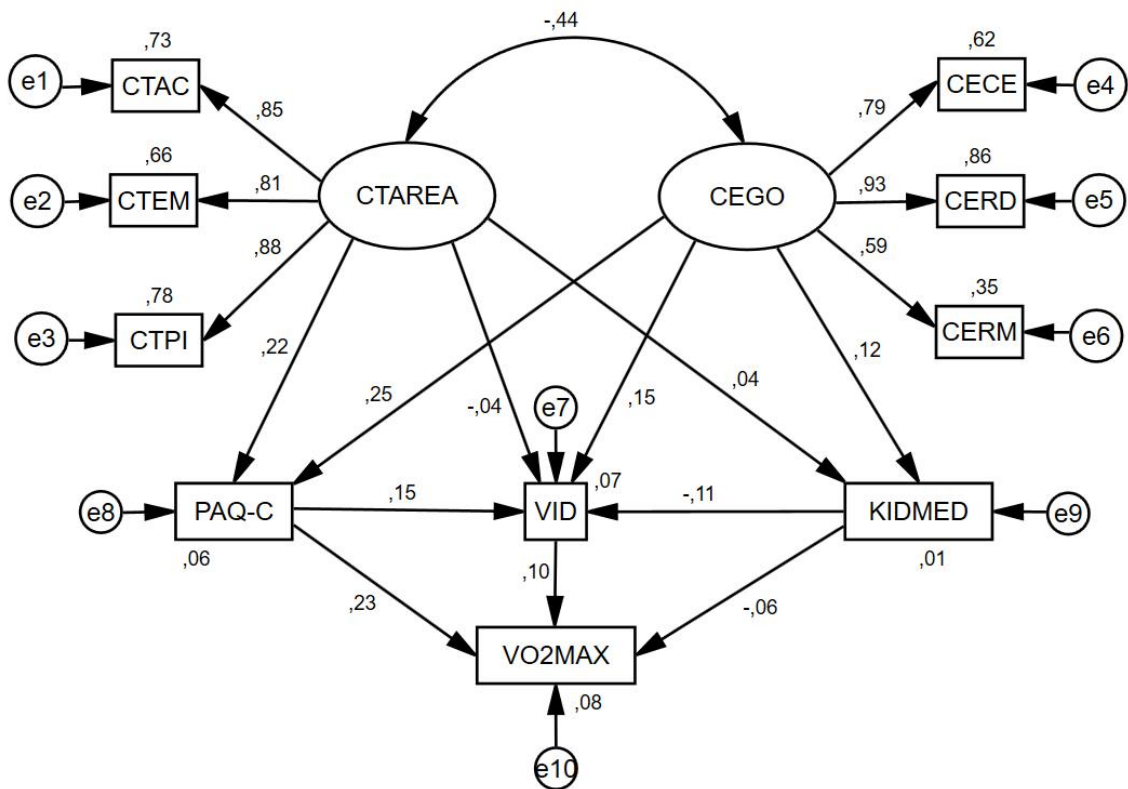 -,44
,73
,62
e1
CTAC
CECE
e4
,85
,79
,66
,86
e2
CTEM
,81
CTAREA
CEGO
,93
CERD
e5
,88
,59
,78
,35
e3
CTPI
CERM
e6
,22
,12
,25
-,04
e7
,15
,04
e8
PAQ-C
,15
VID
,07
-,11
KIDMED
e9
,06
,01
,10
,23
-,06
VO2MAX
,08
e10